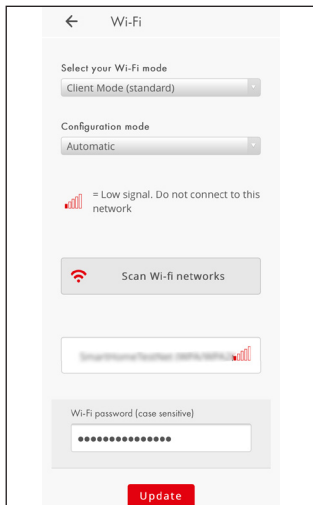 Wi-Fi
Select your Wi-Fi mode
Client Mode (standard)
Configuration mode
Automatic
= Low signal. Do not connect to this
network
Scan Wi-fi networks
Wi-Fi password (case sensitive)
Update